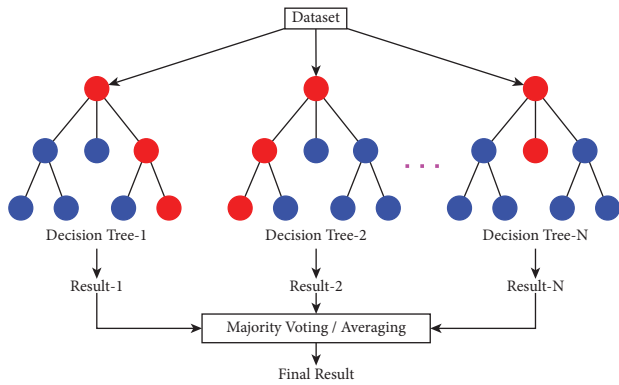 Dataset
. . .
Decision Tree-1
Decision Tree-2
Decision Tree-N
Result-1
Result-2
Result-N
Majority Voting / Averaging
Final Result